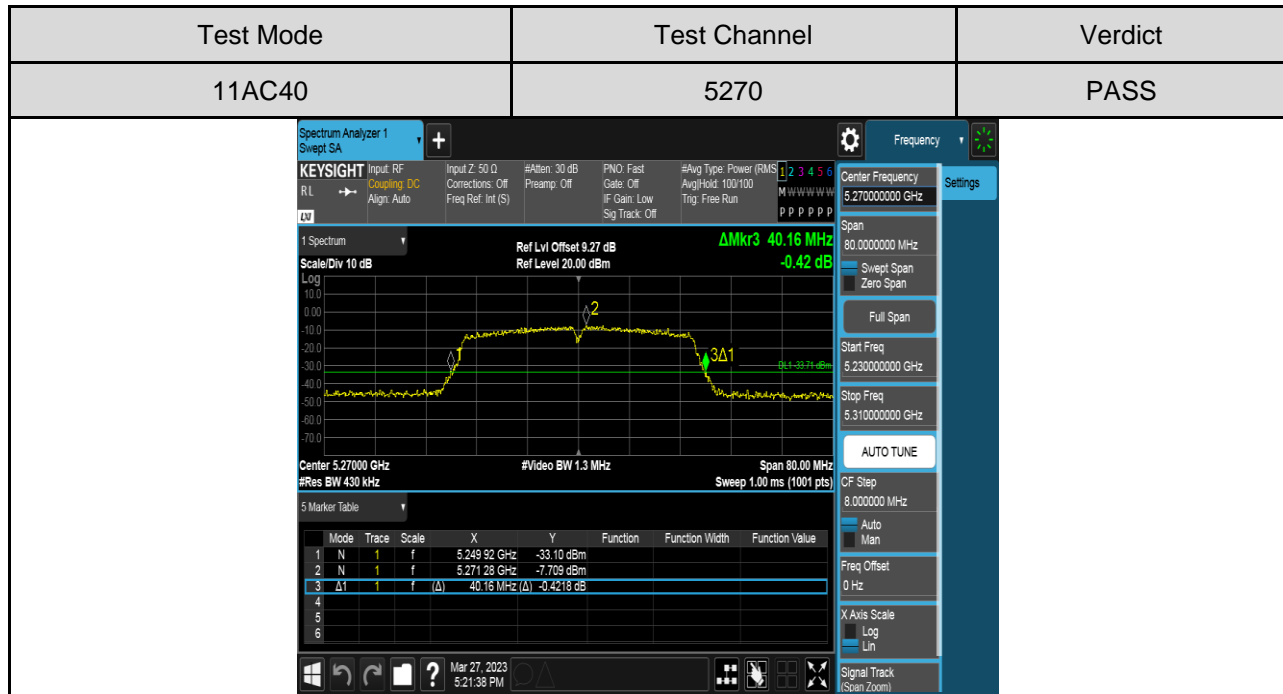 Test Mode Test Channel Verdict
11AC40 5270 PASS
Spectrum Analyzer 1
Swept SA
+
Frequency
KEYSIGHT Input: RF Input Z: 50 Ω #Atten: 30 dB PNO: Fast #Avg Type: Power (RMS 1 2 3 4 5 6
RL Coupling: DC Corrections: Off Preamp: Off Gate: Off Avg|Hold: 100/100 M W W W W W
Align: Auto Freq Ref: Int (S) IF Gain: Low Trig: Free Run
LXI Sig Track: Off P P P P P P
Center Frequency
5.270000000 GHz
Settings
Span
80.0000000 MHz
Swept Span
Zero Span
Full Span
Start Freq
5.230000000 GHz
Stop Freq
5.310000000 GHz
AUTO TUNE
CF Step
8.000000 MHz
Auto
Man
Freq Offset
0 Hz
X Axis Scale
Log
Lin
Signal Track
(Span Zoom)
1 Spectrum Ref Lvl Offset 9.27 dB ΔMkr3 40.16 MHz
Scale/Div 10 dB Ref Level 20.00 dBm -0.42 dB
Log
10.0
0.00
2
-10.0
-20.0
1 3Δ1
-30.0
DL1 -33.71 dBm
-40.0
-50.0
-60.0
-70.0
Center 5.27000 GHz #Video BW 1.3 MHz Span 80.00 MHz
#Res BW 430 kHz Sweep 1.00 ms (1001 pts)
5 Marker Table
Mode Trace Scale X Y Function Function Width Function Value
1 N 1 f 5.249 92 GHz -33.10 dBm
2 N 1 f 5.271 28 GHz -7.709 dBm
3 Δ1 1 f (Δ) 40.16 MHz (Δ) -0.4218 dB
4
5
6
? Mar 27, 2023
5:21:38 PM